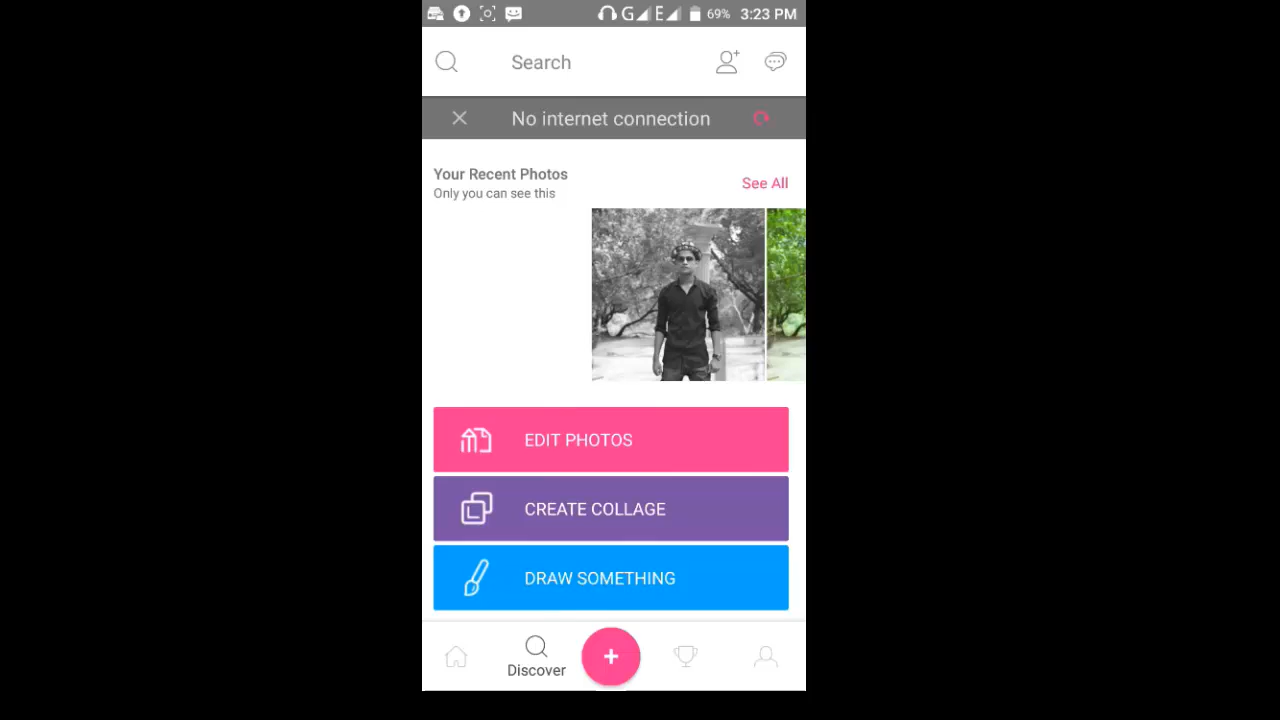 G E 69% 3:23 PM
Search
No internet connection
Your Recent Photos
Only you can see this
See All
EDIT PHOTOS
CREATE COLLAGE
DRAW SOMETHING
Discover